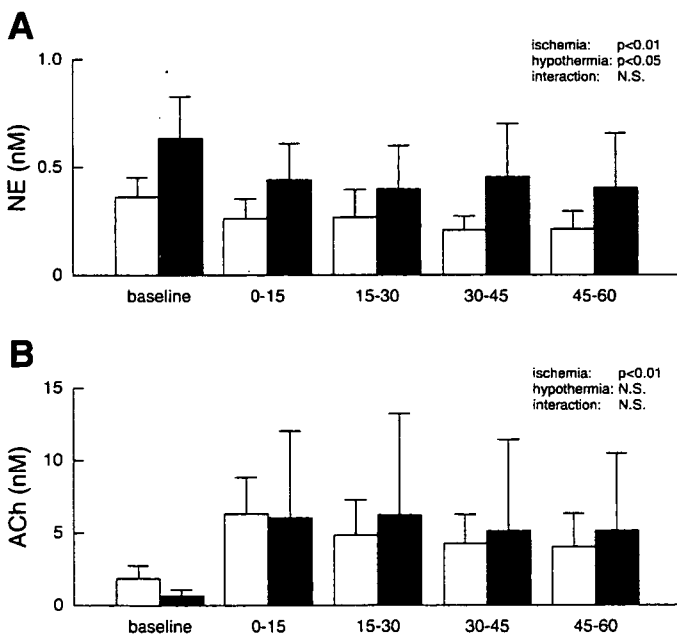 A
ischemia: p<0.01
hypothermia: p<0.05
interaction: N.S.
1.0
0.5
0
NE (nM)
baseline 0-15 15-30 30-45 45-60
B
ischemia: p<0.01
hypothermia: N.S.
interaction: N.S.
15
10
5
0
ACh (nM)
baseline 0-15 15-30 30-45 45-60